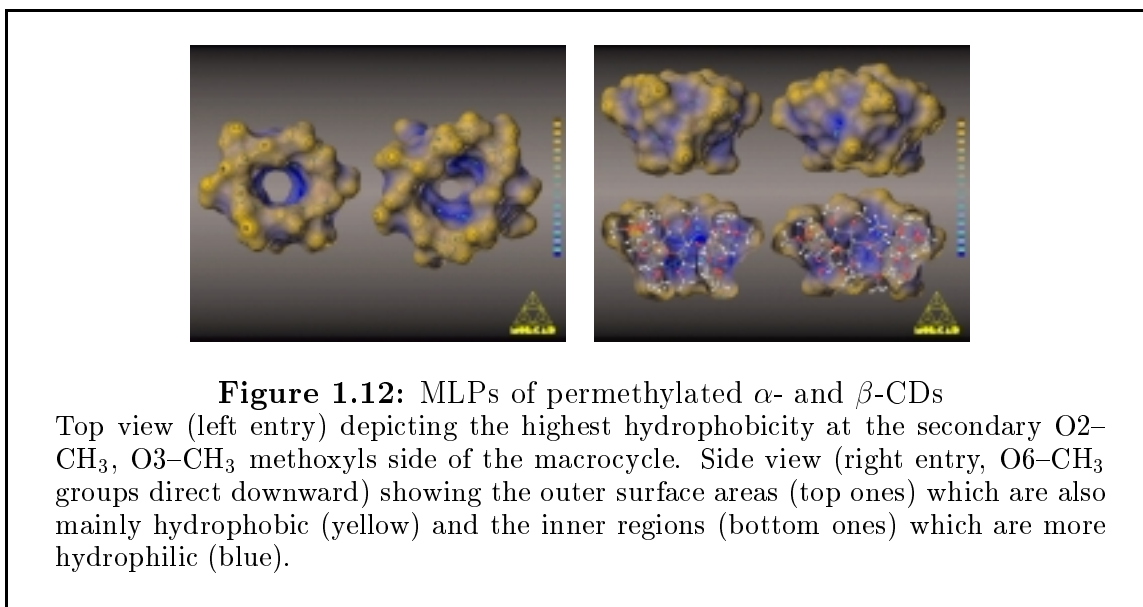 Figure 1.12: MLPs of permethylated α- and β-CDs
Top view (left entry) depicting the highest hydrophobicity at the secondary O2–
CH₃, O3–CH₃ methoxyls side of the macrocycle. Side view (right entry, O6–CH₃
groups direct downward) showing the outer surface areas (top ones) which are also
mainly hydrophobic (yellow) and the inner regions (bottom ones) which are more
hydrophilic (blue).